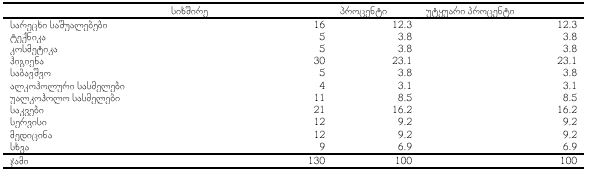 სიხშირე პროცენტი უტყუარი პროცენტი
სარეცხი საშუალებები 16 12.3 12.3
ტექნიკა 5 3.8 3.8
კოსმეტიკა 5 3.8 3.8
ჰიგიენა 30 23.1 23.1
საბავშვო 5 3.8 3.8
ალკოჰოლური სასმელები 4 3.1 3.1
უალკოჰოლო სასმელები 11 8.5 8.5
საკვები 21 16.2 16.2
სერვისი 12 9.2 9.2
მედიცინა 12 9.2 9.2
სხვა 9 6.9 6.9
ჯამი 130 100 100